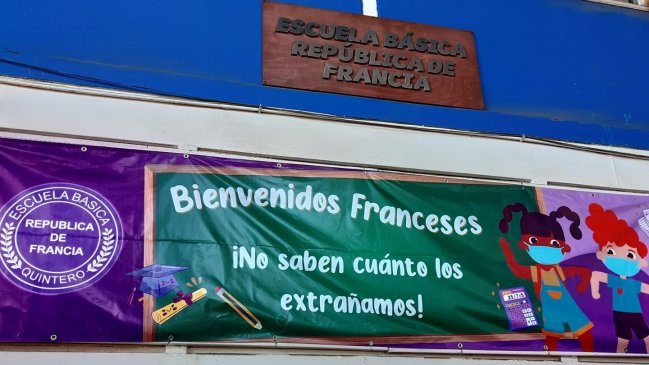 ESCUELA BÁSICA
REPÚBLICA DE
FRANCIA
ESCUELA BASICA
REPUBLICA
DE
FRANCIA
QUINTERO
Bienvenidos Franceses
¡No saben cuánto los
extrañamos!